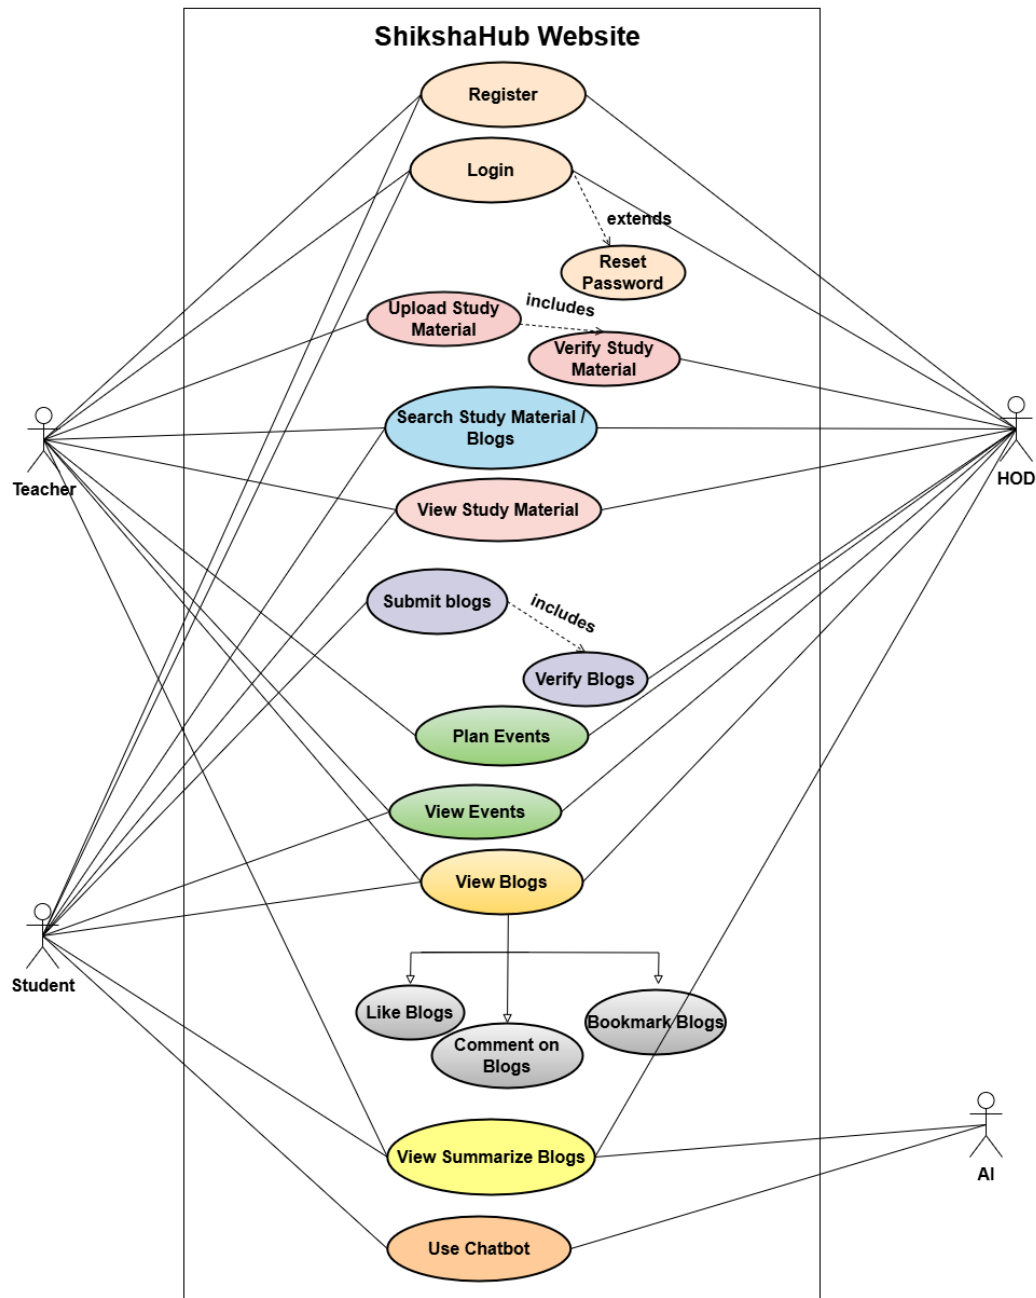 ShikshaHub Website
Register
Login
extends
Reset
Password
Upload Study
Material
includes
Verify Study
Material
Search Study Material /
Blogs
Teacher
HOD
View Study Material
Submit blogs
includes
Verify Blogs
Plan Events
View Events
View Blogs
Student
Like Blogs
Comment on
Blogs
Bookmark Blogs
View Summarize Blogs
AI
Use Chatbot